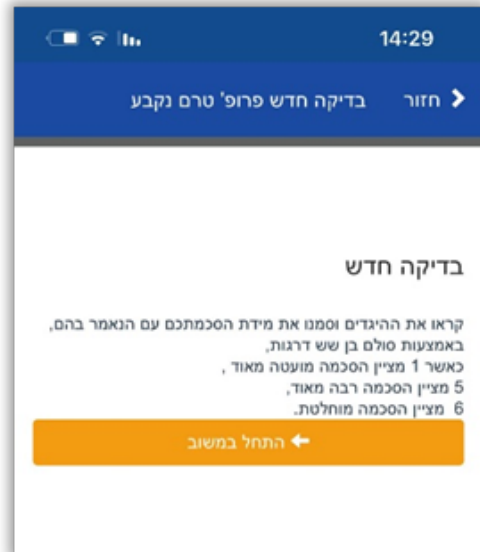 14:29
חזור בדיקה חדש פרופ' טרם נקבע
בדיקה חדש
קראו את ההיגדים וסמנו את מידת הסכמתכם עם הנאמר בהם,
באמצעות סולם בן שש דרגות,
כאשר 1 מציין הסכמה מועטה מאוד ,
5 מציין הסכמה רבה מאוד,
6 מציין הסכמה מוחלטת.
התחל במשוב